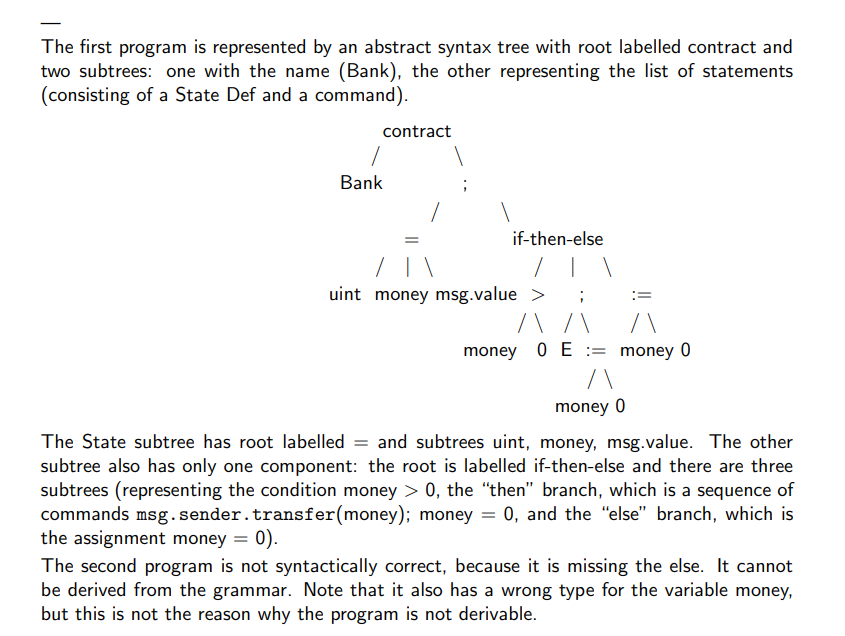 —
The first program is represented by an abstract syntax tree with root labelled contract and
two subtrees: one with the name (Bank), the other representing the list of statements
(consisting of a State Def and a command).
contract
/ \
Bank ;
/ \
= if-then-else
/ | \ / | \
uint money msg.value > ; :=
/ \ / \ / \
money 0 E := money 0
/ \
money 0
The State subtree has root labelled = and subtrees uint, money, msg.value. The other
subtree also has only one component: the root is labelled if-then-else and there are three
subtrees (representing the condition money > 0, the “then” branch, which is a sequence of
commands msg.sender.transfer(money); money = 0, and the “else” branch, which is
the assignment money = 0).
The second program is not syntactically correct, because it is missing the else. It cannot
be derived from the grammar. Note that it also has a wrong type for the variable money,
but this is not the reason why the program is not derivable.